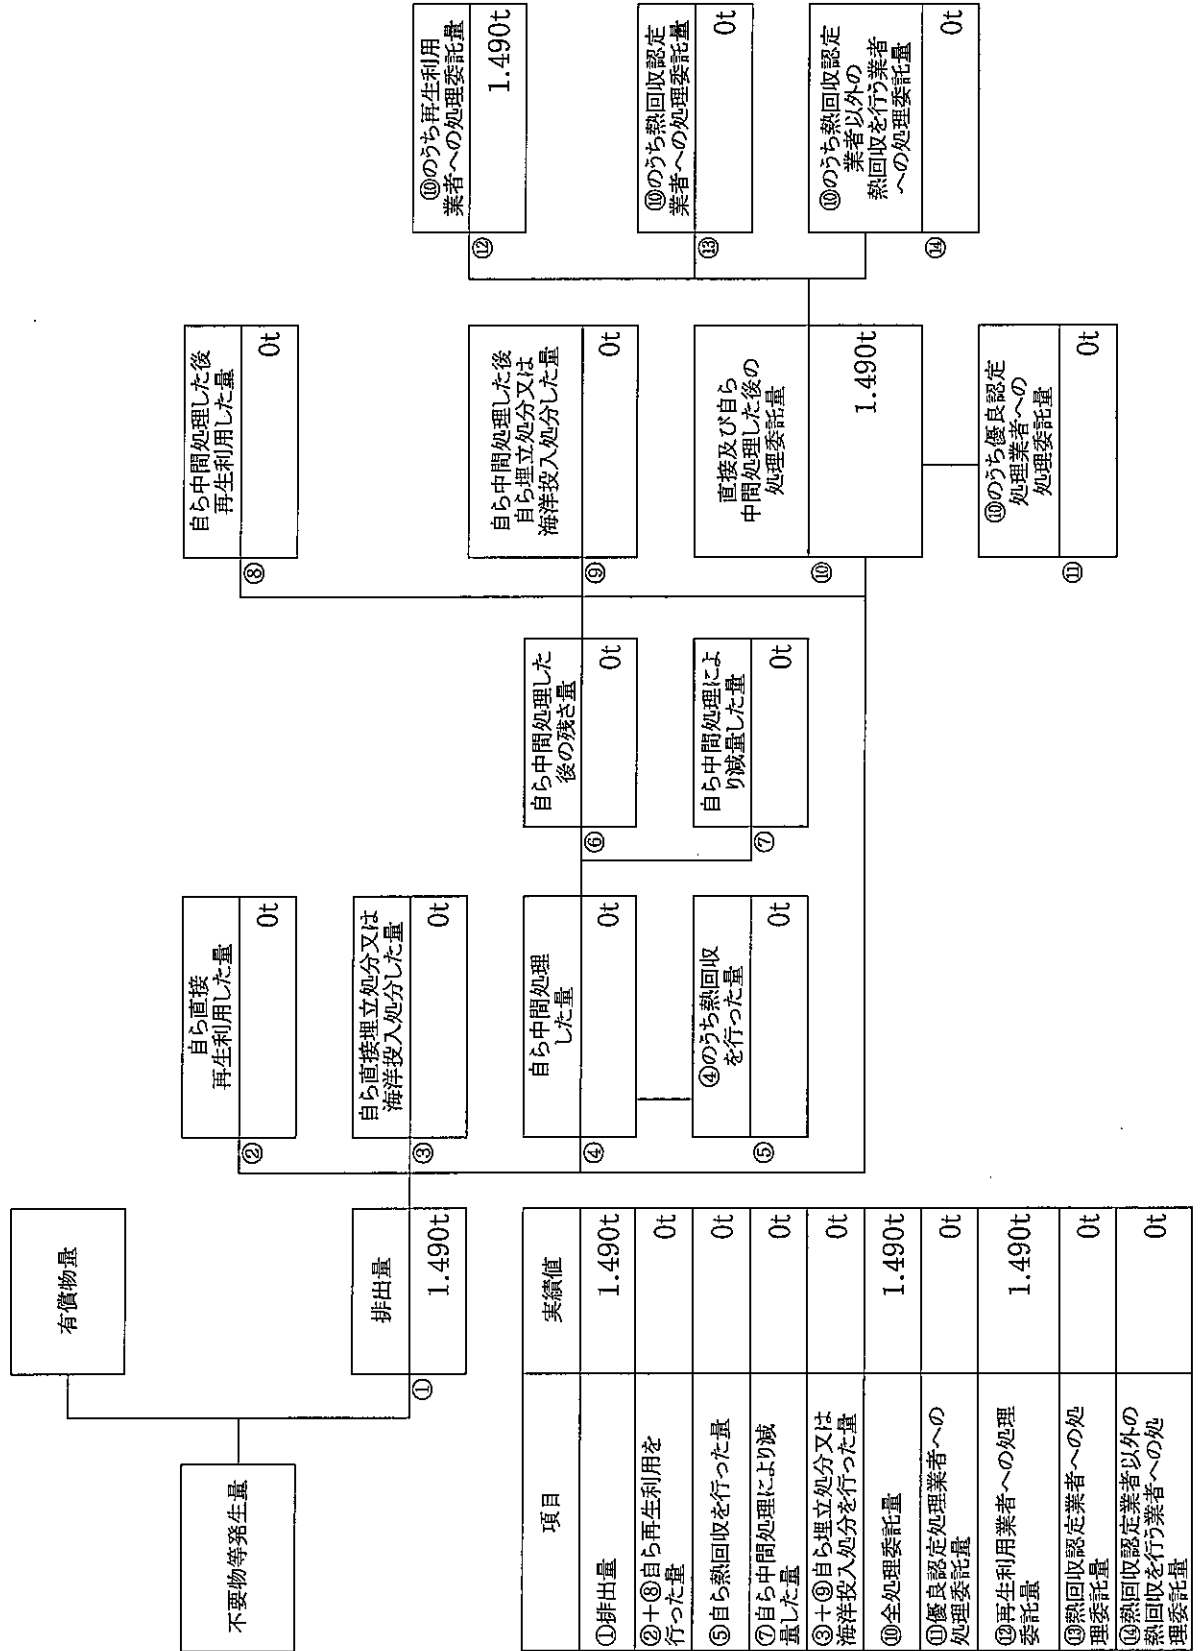 有償物量
不要物等発生量
①
排出量
1.490t
②
自ら直接
再生利用した量
0t
③
自ら直接埋立処分又は
海洋投入処分した量
0t
④
自ら中間処理
した量
0t
⑤
④のうち熱回収
を行った量
0t
⑥
自ら中間処理した
後の残さ量
0t
⑦
自ら中間処理によ
り減量した量
0t
⑧
自ら中間処理した後
再生利用した量
0t
⑨
自ら中間処理した後
自ら埋立処分又は
海洋投入処分した量
0t
⑩
直接及び自ら
中間処理した後の
処理委託量
1.490t
⑪
⑩のうち優良認定
処理業者への
処理委託量
0t
⑫
⑩のうち再生利用
業者への処理委託量
1.490t
⑬
⑩のうち熱回収認定
業者への処理委託量
0t
⑭
⑩のうち熱回収認定
業者以外の
熱回収を行う業者
への処理委託量
0t
項目 実績値
①排出量 1.490t
②+⑧自ら再生利用を
行った量 0t
⑤自ら熱回収を行った量 0t
⑦自ら中間処理により減
量した量 0t
③+⑨自ら埋立処分又は
海洋投入処分を行った量 0t
⑩全処理委託量 1.490t
⑪優良認定処理業者への
処理委託量 0t
⑫再生利用業者への処理
委託量 1.490t
⑬熱回収認定業者への処
理委託量 0t
⑭熱回収認定業者以外の
熱回収を行う業者への処
理委託量 0t